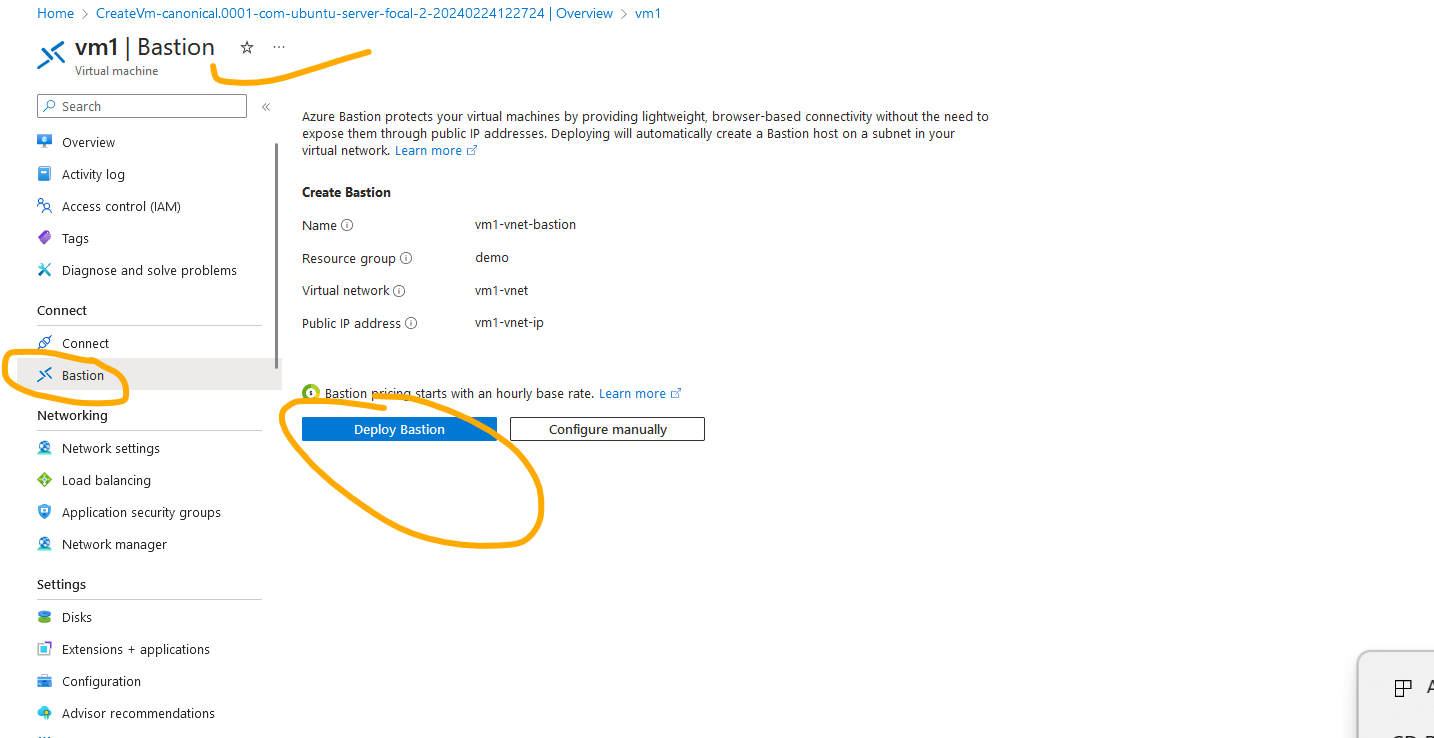 Home > CreateVm-canonical.0001-com-ubuntu-server-focal-2-20240224122724 | Overview > vm1
vm1 | Bastion
Virtual machine
Search
Overview
Activity log
Access control (IAM)
Tags
Diagnose and solve problems
Connect
Connect
Bastion
Networking
Network settings
Load balancing
Application security groups
Network manager
Settings
Disks
Extensions + applications
Configuration
Advisor recommendations
Azure Bastion protects your virtual machines by providing lightweight, browser-based connectivity without the need to
expose them through public IP addresses. Deploying will automatically create a Bastion host on a subnet in your
virtual network. Learn more
Create Bastion
Name vm1-vnet-bastion
Resource group demo
Virtual network vm1-vnet
Public IP address vm1-vnet-ip
Bastion pricing starts with an hourly base rate. Learn more
Deploy Bastion Configure manually